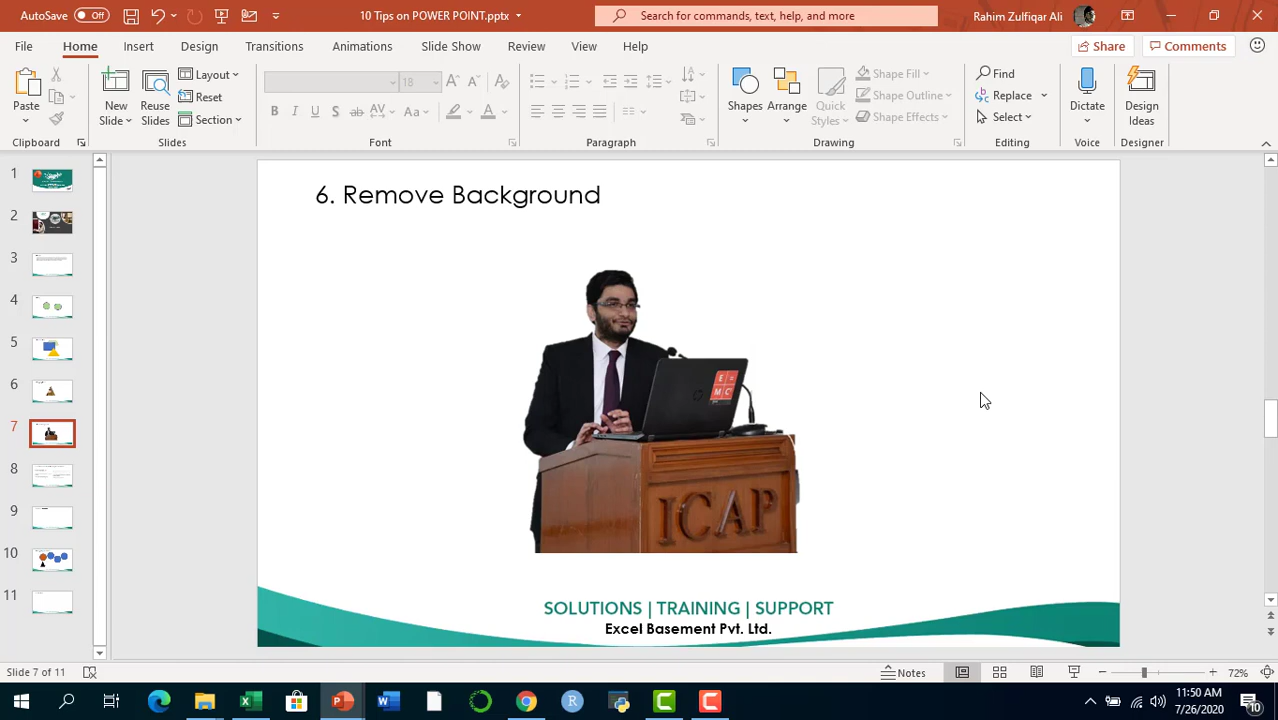 AutoSave Off
10 Tips on POWER POINT.pptx
Search for commands, text, help, and more
Rahim Zulfiqar Ali
File Home Insert Design Transitions Animations Slide Show Review View Help
Share Comments
Paste
New Slide
Reuse Slides
Layout
Reset
Section
18
Shapes
Arrange
Quick Styles
Shape Fill
Shape Outline
Shape Effects
Find
Replace
Select
Dictate
Design Ideas
Clipboard Slides Font Paragraph Drawing Editing Voice Designer
1
2
3
4
5
6
7
8
9
10
11
6. Remove Background
E =
M C
ICAP
SOLUTIONS | TRAINING | SUPPORT
Excel Basement Pvt. Ltd.
Slide 7 of 11
Notes
72%
11:50 AM
7/26/2020
10